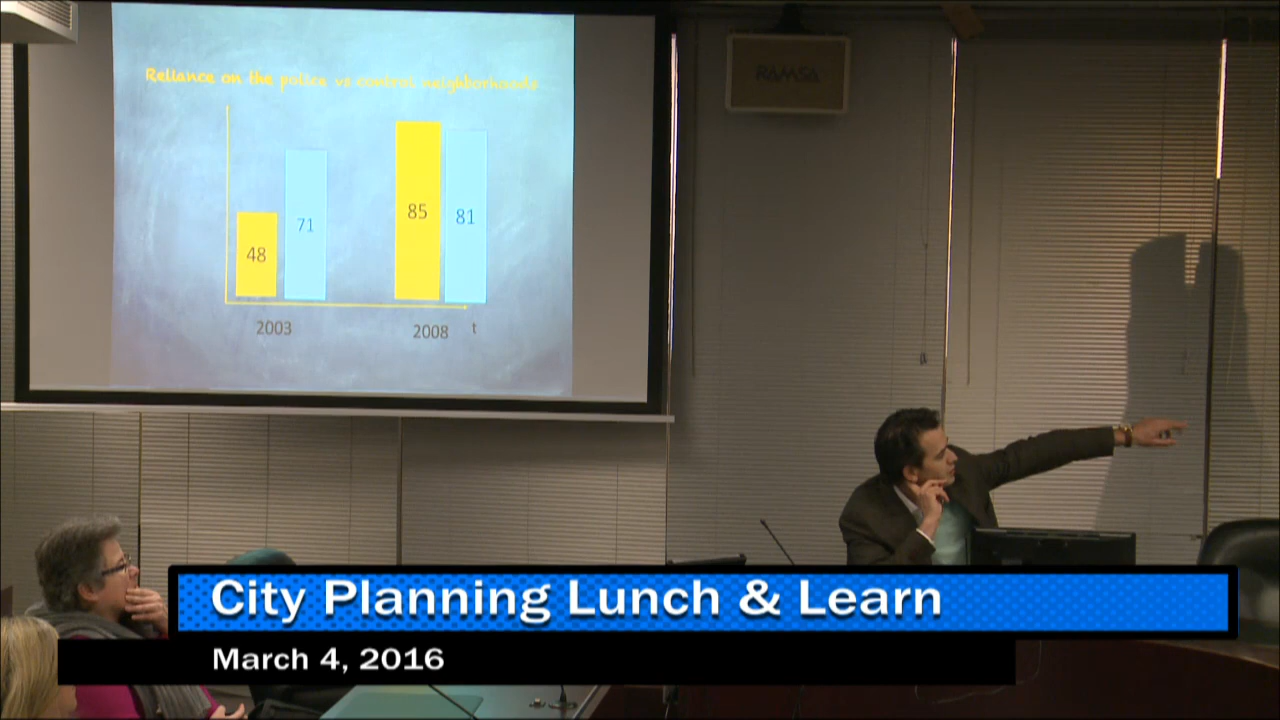 Reliance on the police vs control neighborhoods
48
71
85
81
2003
2008
t
City Planning Lunch & Learn
March 4, 2016